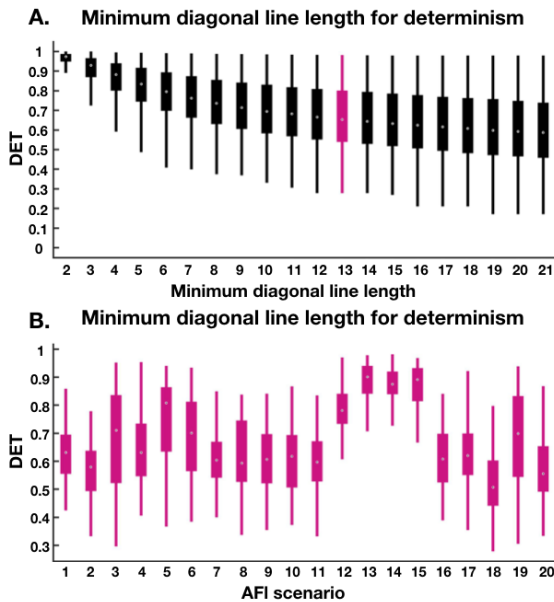 A. Minimum diagonal line length for determinism
1
0.9
0.8
0.7
0.6
0.5
0.4
0.3
0.2
0.1
0
DET
2 3 4 5 6 7 8 9 10 11 12 13 14 15 16 17 18 19 20 21
Minimum diagonal line length
B. Minimum diagonal line length for determinism
1
0.9
0.8
0.7
0.6
0.5
0.4
0.3
DET
1 2 3 4 5 6 7 8 9 10 11 12 13 14 15 16 17 18 19 20
AFI scenario